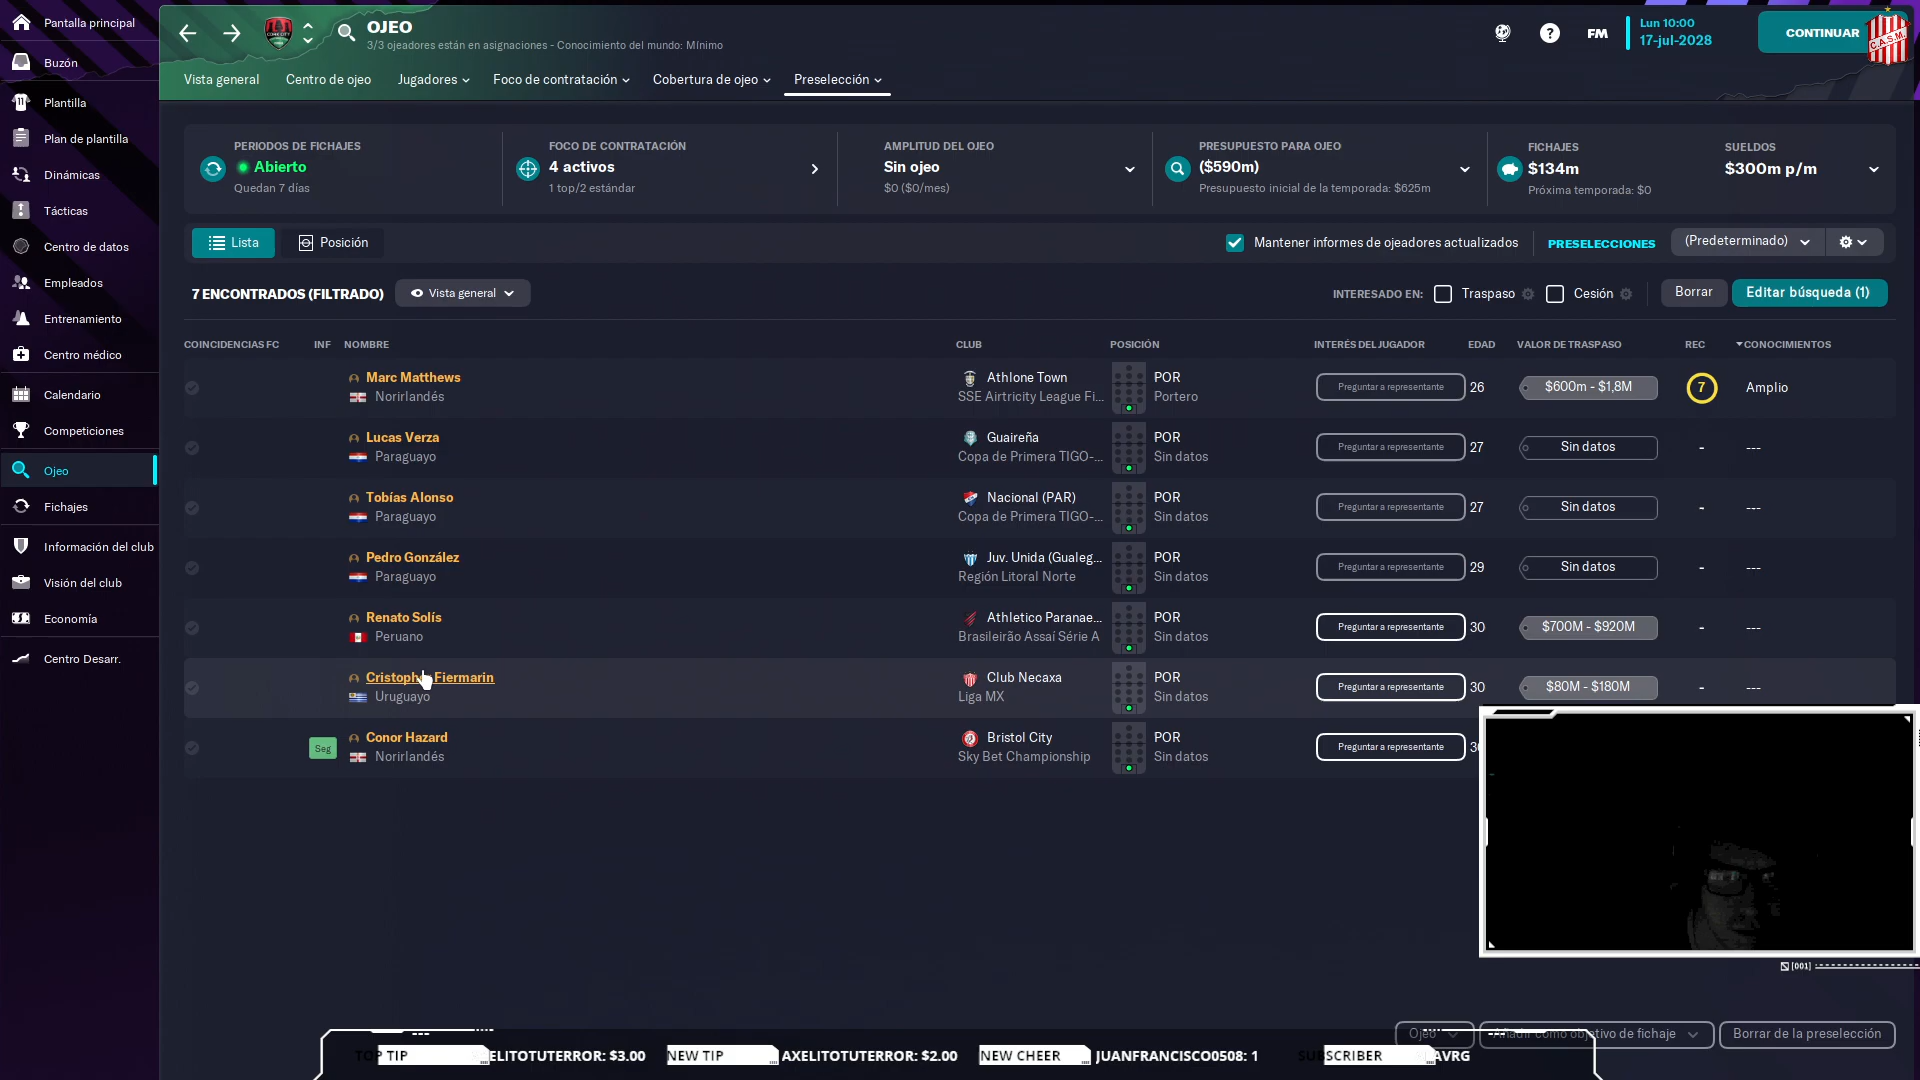 Pantalla principal
Buzón
Plantilla
Plan de plantilla
Dinámicas
Tácticas
Centro de datos
Empleados
Entrenamiento
Centro médico
Calendario
Competiciones
Ojeo
Fichajes
Información del club
Visión del club
Economía
Centro Desarr.
OJEO
3/3 ojeadores están en asignaciones - Conocimiento del mundo: Mínimo
FM
Lun 10:00
17-jul-2028
CONTINUAR
C.A.S.M.
Vista general
Centro de ojeo
Jugadores
Foco de contratación
Cobertura de ojeo
Preselección
PERIODOS DE FICHAJES
Abierto
Quedan 7 días
FOCO DE CONTRATACIÓN
4 activos
1 top/2 estándar
AMPLITUD DEL OJEO
Sin ojeo
$0 ($0/mes)
PRESUPUESTO PARA OJEO
($590m)
Presupuesto inicial de la temporada: $625m
FICHAJES
$134m
Próxima temporada: $0
SUELDOS
$300m p/m
Lista
Posición
Mantener informes de ojeadores actualizados
PRESELECCIONES
(Predeterminado)
7 ENCONTRADOS (FILTRADO)
Vista general
INTERESADO EN:
Traspaso
Cesión
Borrar
Editar búsqueda (1)
COINCIDENCIAS FC INF NOMBRE CLUB POSICIÓN INTERÉS DEL JUGADOR EDAD VALOR DE TRASPASO REC CONOCIMIENTOS
Marc Matthews Athlone Town POR Preguntar a representante 26 $600m - $1,8M 7 Amplio
Norirlandés SSE Airtricity League Fi... Portero
Lucas Verza Guaireña POR Preguntar a representante 27 Sin datos - ---
Paraguayo Copa de Primera TIGO-... Sin datos
Tobías Alonso Nacional (PAR) POR Preguntar a representante 27 Sin datos - ---
Paraguayo Copa de Primera TIGO-... Sin datos
Pedro González Juv. Unida (Gualeg... POR Preguntar a representante 29 Sin datos - ---
Paraguayo Región Litoral Norte Sin datos
Renato Solís Athletico Paranae... POR Preguntar a representante 30 $700M - $920M - ---
Peruano Brasileirão Assaí Série A Sin datos
Fiermarin Club Necaxa POR Preguntar a representante 30 $80M - $180M - ---
Uruguayo Liga MX Sin datos
Seg Conor Hazard Bristol City POR Preguntar a representante
Norirlandés Sky Bet Championship Sin datos
[001]
Ojeo
Añadir como objetivo de fichaje
Borrar de la preselección
TOP TIP
ELITOTUTERROR: $3.00
NEW TIP
AXELITOTUTERROR: $2.00
NEW CHEER
JUANFRANCISCO0508: 1
SUBSCRIBER
AVRG